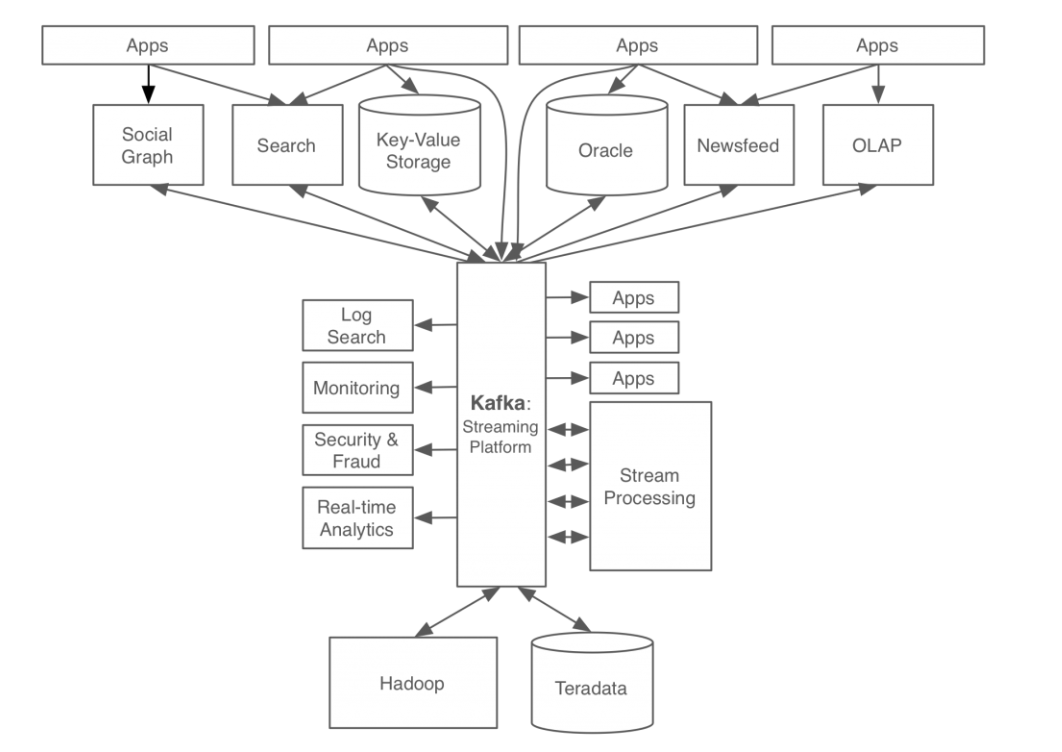 Apps
Apps
Apps
Apps
Social
Graph
Search
Key-Value
Storage
Oracle
Newsfeed
OLAP
Log
Search
Monitoring
Security &
Fraud
Real-time
Analytics
Kafka:
Streaming
Platform
Apps
Apps
Apps
Stream
Processing
Hadoop
Teradata